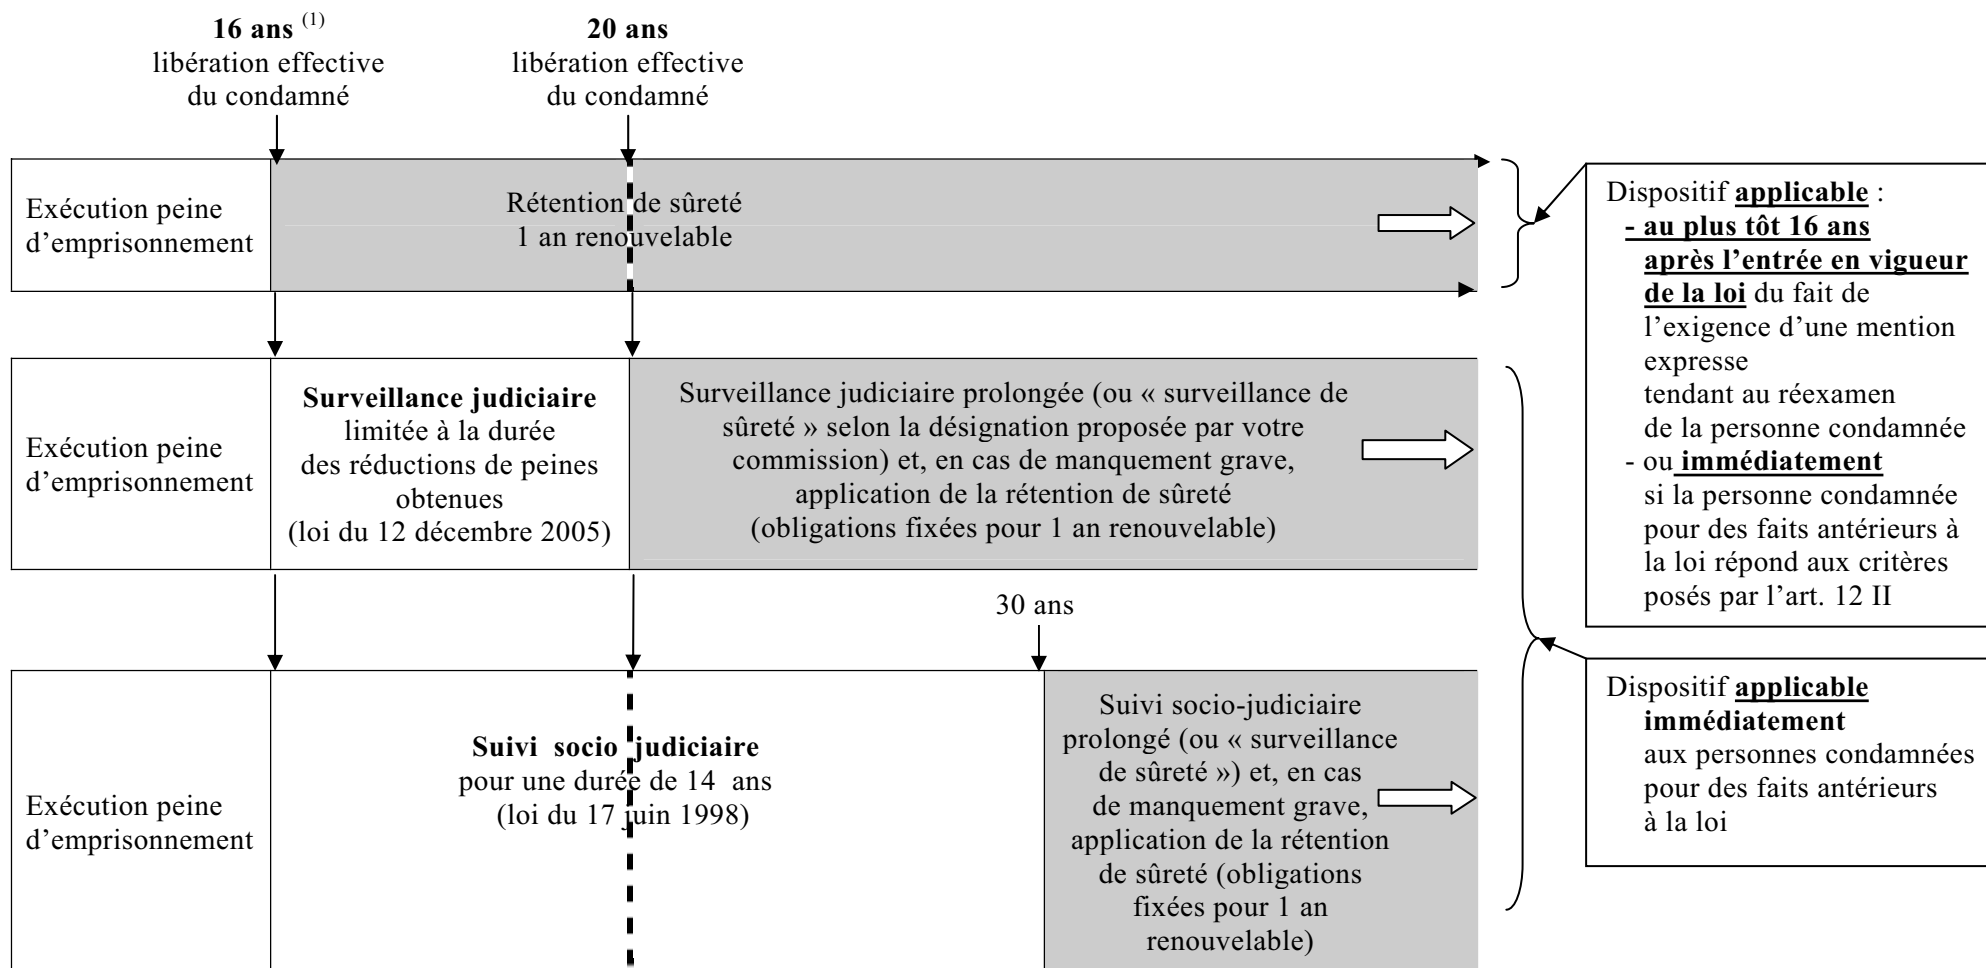 16 ans (1)
libération effective
du condamné
20 ans
libération effective
du condamné
Exécution peine
d’emprisonnement
Rétention de sûreté
1 an renouvelable
Dispositif applicable :
- au plus tôt 16 ans
après l’entrée en vigueur
de la loi du fait de
l’exigence d’une mention
expresse
tendant au réexamen
de la personne condamnée
- ou immédiatement
si la personne condamnée
pour des faits antérieurs à
la loi répond aux critères
posés par l’art. 12 II
Exécution peine
d’emprisonnement
Surveillance judiciaire
limitée à la durée
des réductions de peines
obtenues
(loi du 12 décembre 2005)
Surveillance judiciaire prolongée (ou « surveillance de
sûreté » selon la désignation proposée par votre
commission) et, en cas de manquement grave,
application de la rétention de sûreté
(obligations fixées pour 1 an renouvelable)
30 ans
Exécution peine
d’emprisonnement
Suivi socio judiciaire
pour une durée de 14 ans
(loi du 17 juin 1998)
Suivi socio-judiciaire
prolongé (ou « surveillance
de sûreté ») et, en cas
de manquement grave,
application de la rétention
de sûreté (obligations
fixées pour 1 an
renouvelable)
Dispositif applicable
immédiatement
aux personnes condamnées
pour des faits antérieurs
à la loi